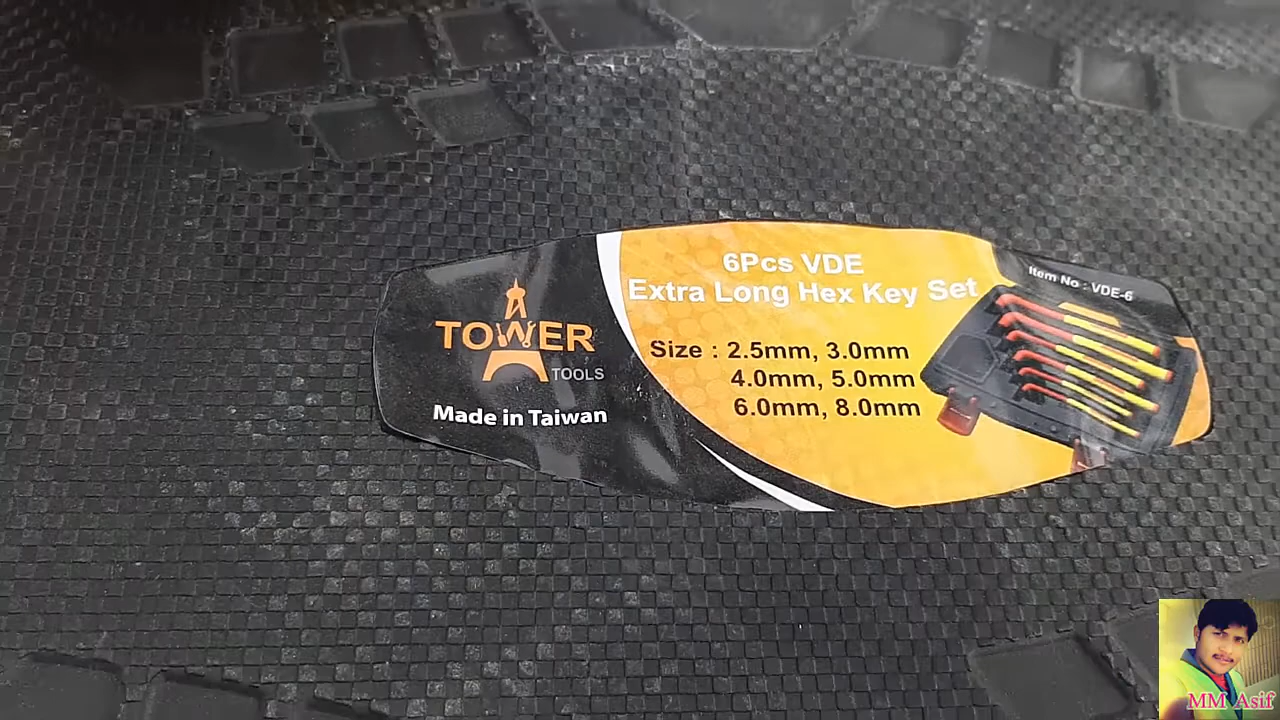 TOWER
TOOLS
Made in Taiwan
6Pcs VDE
Extra Long Hex Key Set
Size : 2.5mm, 3.0mm
4.0mm, 5.0mm
6.0mm, 8.0mm
Item No : VDE-6
MM Asif